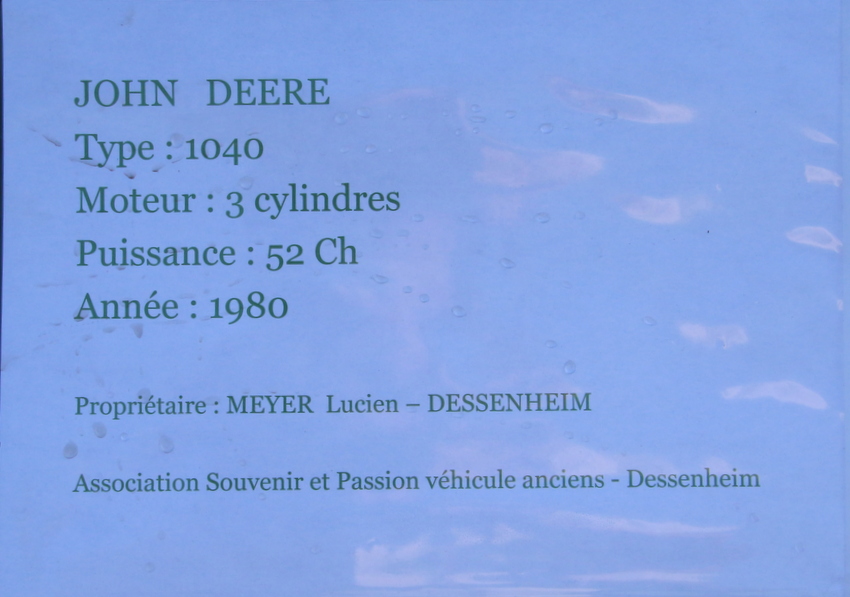 JOHN DEERE
Type : 1040
Moteur : 3 cylindres
Puissance : 52 Ch
Année : 1980
Propriétaire : MEYER Lucien – DESSENHEIM
Association Souvenir et Passion véhicule anciens - Dessenheim